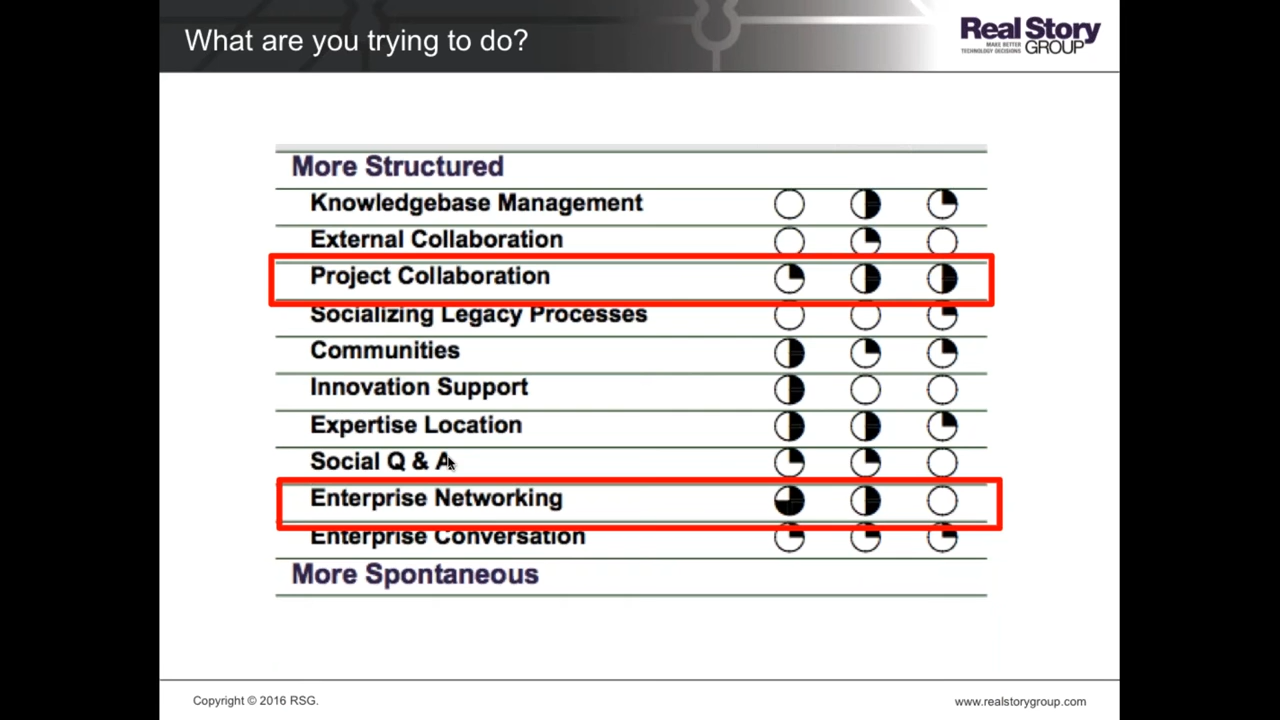 What are you trying to do?
Real Story
MAKE BETTER
TECHNOLOGY DECISIONS
GROUP
More Structured
Knowledgebase Management
External Collaboration
Project Collaboration
Socializing Legacy Processes
Communities
Innovation Support
Expertise Location
Social Q & A
Enterprise Networking
Enterprise Conversation
More Spontaneous
Copyright © 2016 RSG.
www.realstorygroup.com